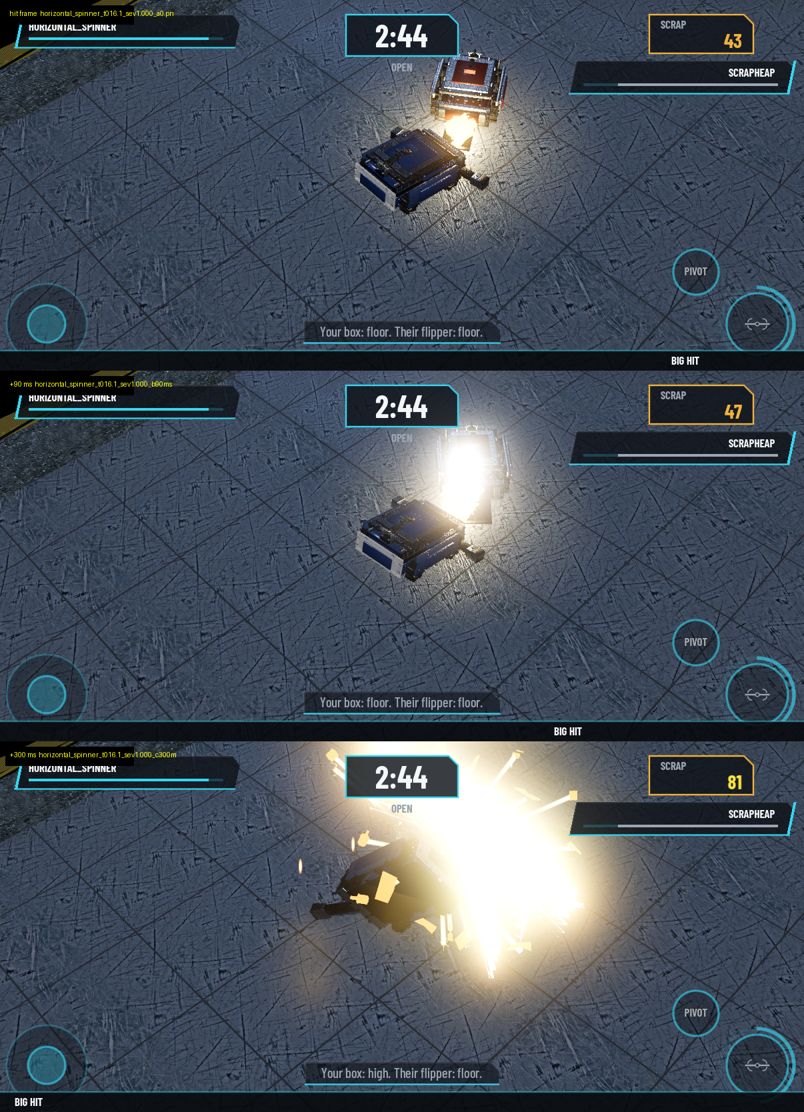 hit frame horizontal_spinner_t016.1_sev1.000_a0.pn
HORIZONTAL_SPINNER
2:44
OPEN
SCRAP
43
SCRAPHEAP
PIVOT
Your box: floor. Their flipper: floor.
BIG HIT
+90 ms horizontal_spinner_t016.1_sev1.000_b90ms
HORIZONTAL_SPINNER
2:44
OPEN
SCRAP
47
SCRAPHEAP
PIVOT
Your box: floor. Their flipper: floor.
BIG HIT
+300 ms horizontal_spinner_t016.1_sev1.000_c300m
HORIZONTAL_SPINNER
2:44
OPEN
SCRAP
81
SCRAPHEAP
PIVOT
Your box: high. Their flipper: floor.
BIG HIT